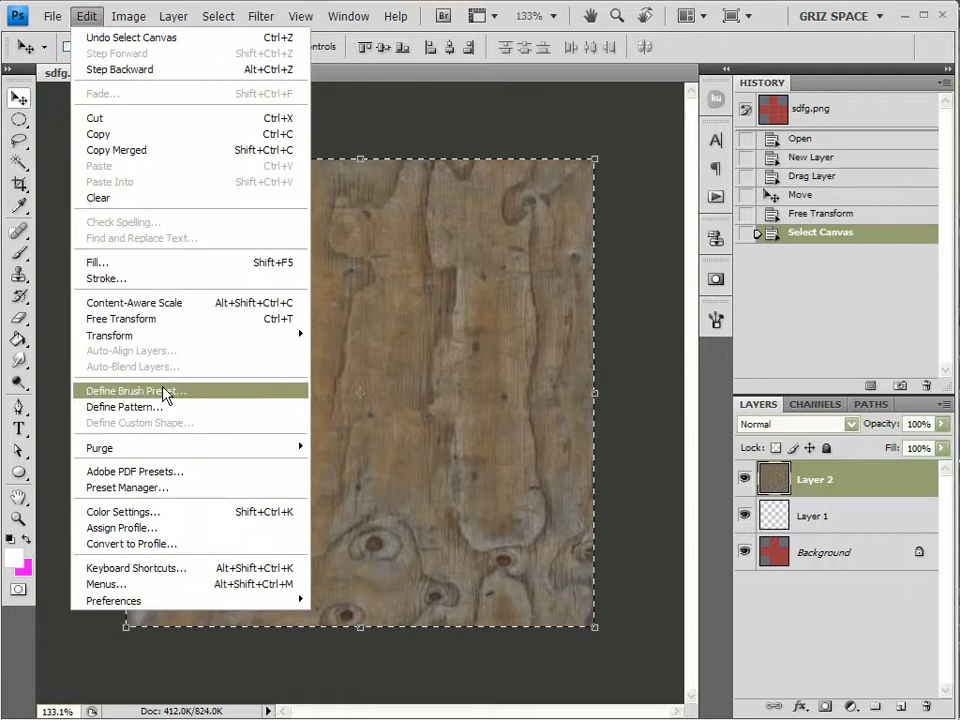 Ps File Edit Image Layer Select Filter View Window Help Br 133% GRIZ SPACE
sdfg.
Undo Select Canvas Ctrl+Z
Step Forward Shift+Ctrl+Z
Step Backward Alt+Ctrl+Z
Fade... Shift+Ctrl+F
Cut Ctrl+X
Copy Ctrl+C
Copy Merged Shift+Ctrl+C
Paste Ctrl+V
Paste Into Shift+Ctrl+V
Clear
Check Spelling...
Find and Replace Text...
Fill... Shift+F5
Stroke...
Content-Aware Scale Alt+Shift+Ctrl+C
Free Transform Ctrl+T
Transform
Auto-Align Layers...
Auto-Blend Layers...
Define Brush Preset...
Define Pattern...
Define Custom Shape...
Purge
Adobe PDF Presets...
Preset Manager...
Color Settings... Shift+Ctrl+K
Assign Profile...
Convert to Profile...
Keyboard Shortcuts... Alt+Shift+Ctrl+K
Menus... Alt+Shift+Ctrl+M
Preferences
133.1% Doc: 412.0K/824.0K
ku
HISTORY
sdfg.png
Open
New Layer
Drag Layer
Move
Free Transform
Select Canvas
LAYERS CHANNELS PATHS
Normal Opacity: 100%
Lock: Fill: 100%
Layer 2
Layer 1
Background